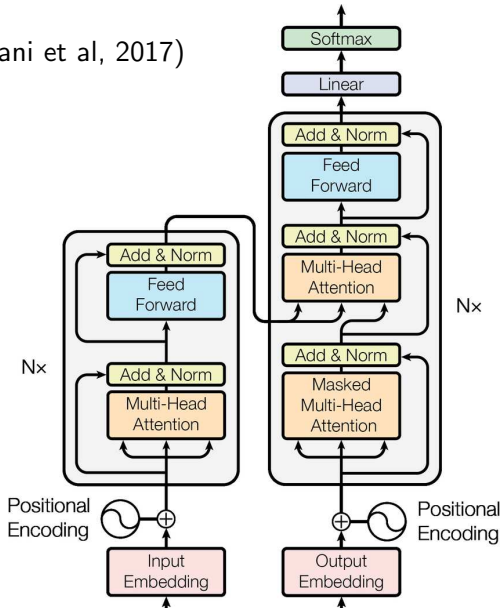 ani et al, 2017)
Softmax
Linear
Add & Norm
Feed
Forward
Add & Norm
Multi-Head
Attention
Nx
Add & Norm
Masked
Multi-Head
Attention
Add & Norm
Feed
Forward
Nx
Add & Norm
Multi-Head
Attention
Positional
Encoding
Positional
Encoding
Input
Embedding
Output
Embedding